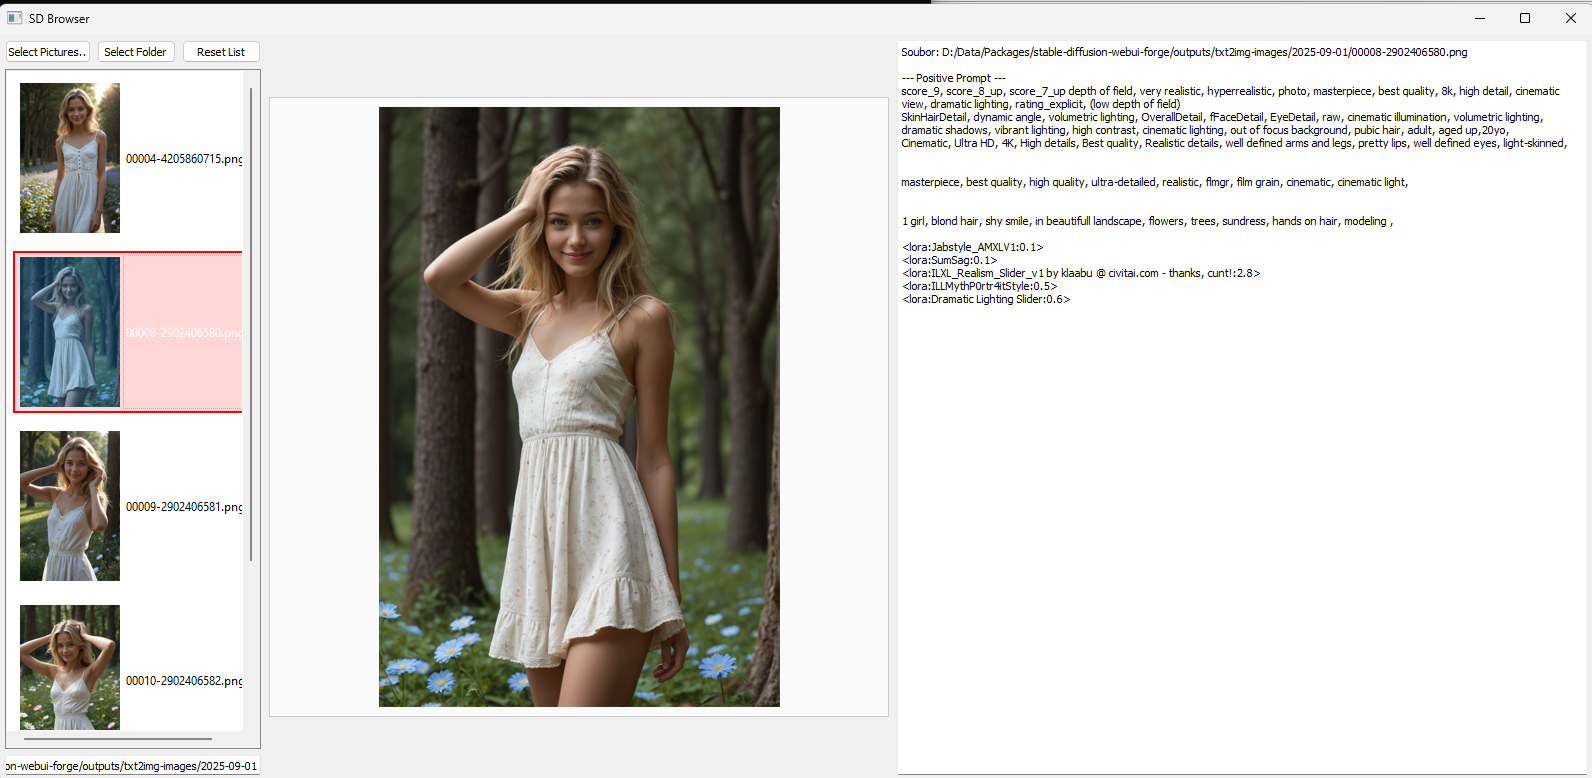 SD Browser
Select Pictures..
Select Folder
Reset List
00004-4205860715.png
00008-2902406580.png
00009-2902406581.png
00010-2902406582.png
on-webui-forge/outputs/txt2img-images/2025-09-01
Soubor: D:/Data/Packages/stable-diffusion-webui-forge/outputs/txt2img-images/2025-09-01/00008-2902406580.png
--- Positive Prompt ---
score_9, score_8_up, score_7_up depth of field, very realistic, hyperrealistic, photo, masterpiece, best quality, 8k, high detail, cinematic
view, dramatic lighting, rating_explicit, (low depth of field)
SkinHairDetail, dynamic angle, volumetric lighting, OverallDetail, fFaceDetail, EyeDetail, raw, cinematic illumination, volumetric lighting,
dramatic shadows, vibrant lighting, high contrast, cinematic lighting, out of focus background, pubic hair, adult, aged up,20yo,
Cinematic, Ultra HD, 4K, High details, Best quality, Realistic details, well defined arms and legs, pretty lips, well defined eyes, light-skinned,
masterpiece, best quality, high quality, ultra-detailed, realistic, flmgr, film grain, cinematic, cinematic light,
1 girl, blond hair, shy smile, in beautifull landscape, flowers, trees, sundress, hands on hair, modeling ,
<lora:Jabstyle_AMXLV1:0.1>
<lora:SumSag:0.1>
<lora:ILXL_Realism_Slider_v1 by klaabu @ civitai.com - thanks, cunt!:2.8>
<lora:ILLMythP0rtr4itStyle:0.5>
<lora:Dramatic Lighting Slider:0.6>